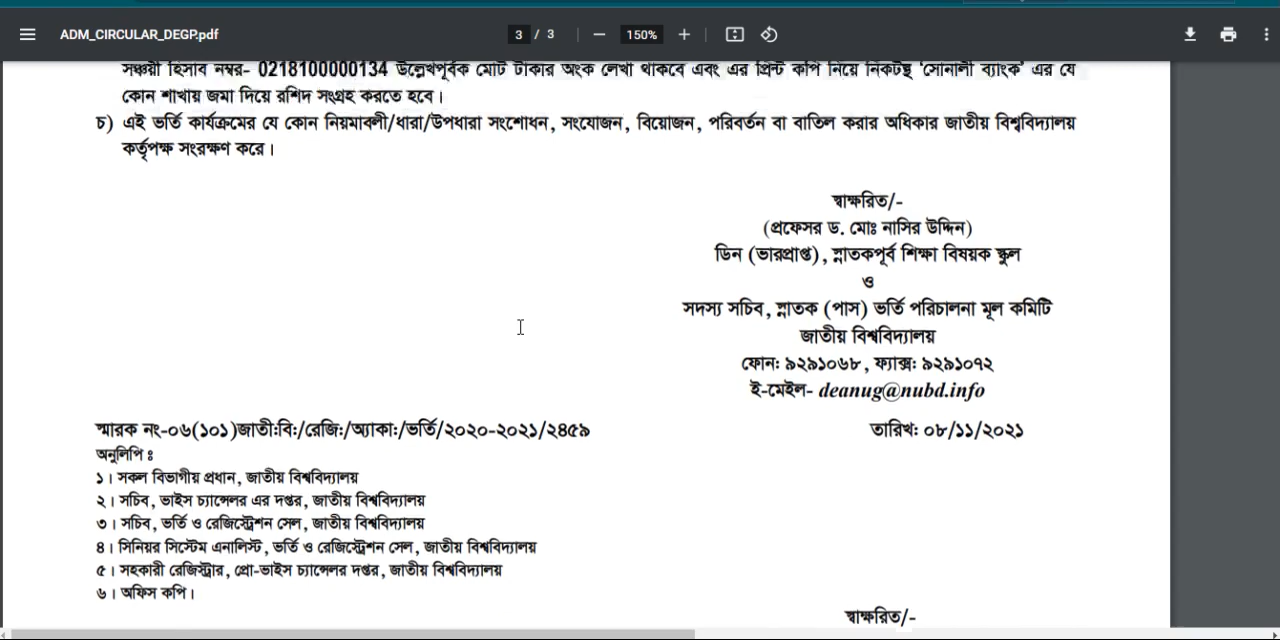 ADM_CIRCULAR_DEGP.pdf
3 / 3
150%
সঞ্চয়ী হিসাব নম্বর- 0218100000134 উল্লেখপূর্বক মোট টাকার অংক লেখা থাকবে এবং এর প্রিন্ট কপি নিয়ে নিকটস্থ ‘সোনালী ব্যাংক’ এর যে
কোন শাখায় জমা দিয়ে রশিদ সংগ্রহ করতে হবে।
চ) এই ভর্তি কার্যক্রমের যে কোন নিয়মাবলী/ধারা/উপধারা সংশোধন, সংযোজন, বিয়োজন, পরিবর্তন বা বাতিল করার অধিকার জাতীয় বিশ্ববিদ্যালয়
কর্তৃপক্ষ সংরক্ষণ করে।
স্বাক্ষরিত/-
(প্রফেসর ড. মোঃ নাসির উদ্দিন)
ডিন (ভারপ্রাপ্ত), স্নাতকপূর্ব শিক্ষা বিষয়ক স্কুল
ও
সদস্য সচিব, স্নাতক (পাস) ভর্তি পরিচালনা মূল কমিটি
জাতীয় বিশ্ববিদ্যালয়
ফোন: ৯২৯১০৬৮, ফ্যাক্স: ৯২৯১০৭২
ই-মেইল- deanug@nubd.info
স্মারক নং-০৬(১০১)জাতী:বি:/রেজি:/অ্যাকা:/ভর্তি/২০২০-২০২১/২৪৫৯
তারিখ: ০৮/১১/২০২১
অনুলিপি ঃ
১। সকল বিভাগীয় প্রধান, জাতীয় বিশ্ববিদ্যালয়
২। সচিব, ভাইস চ্যান্সেলর এর দপ্তর, জাতীয় বিশ্ববিদ্যালয়
৩। সচিব, ভর্তি ও রেজিস্ট্রেশন সেল, জাতীয় বিশ্ববিদ্যালয়
৪। সিনিয়র সিস্টেম এনালিস্ট, ভর্তি ও রেজিস্ট্রেশন সেল, জাতীয় বিশ্ববিদ্যালয়
৫। সহকারী রেজিস্ট্রার, প্রো-ভাইস চ্যান্সেলর দপ্তর, জাতীয় বিশ্ববিদ্যালয়
৬। অফিস কপি।
স্বাক্ষরিত/-